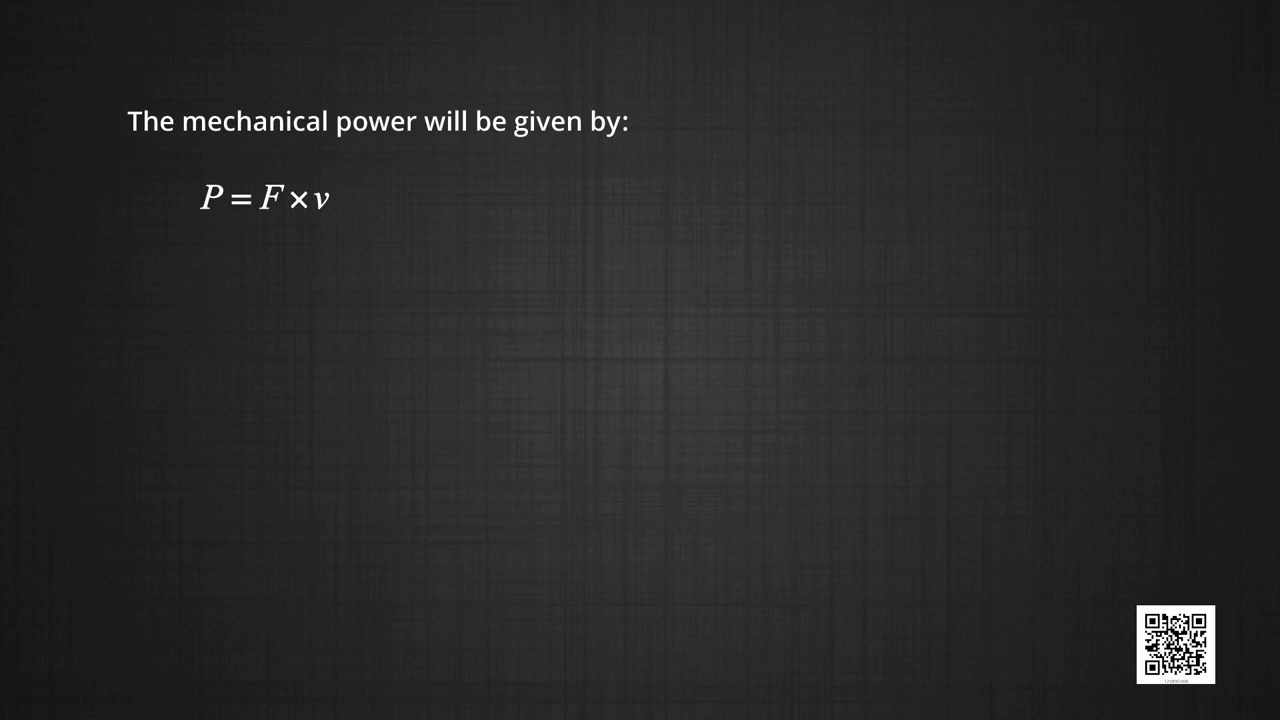 The mechanical power will be given by:
P = F × v